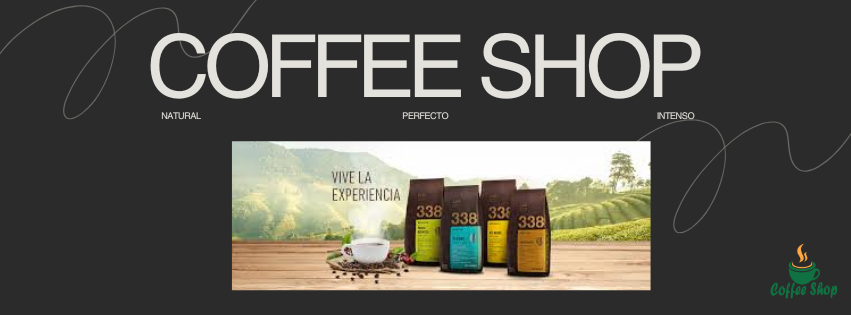 COFFEE SHOP
NATURAL PERFECTO INTENSO
VIVE LA
EXPERIENCIA
338 338 338 338
Coffee Shop